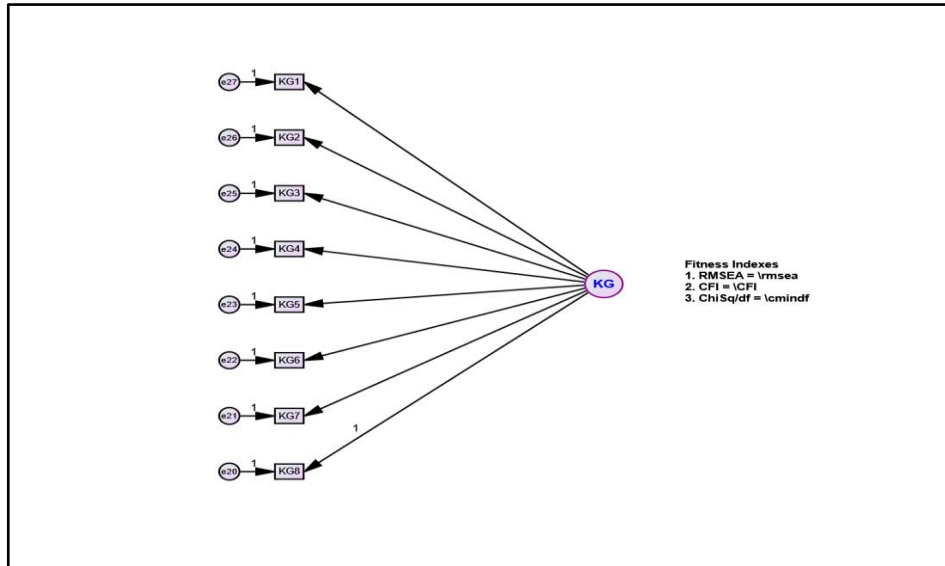 1
e27 KG1
1
e26 KG2
1
e25 KG3
1
e24 KG4
KG
Fitness Indexes
1. RMSEA = \rmsea
2. CFI = \CFI
3. ChiSq/df = \cmindf
1
e23 KG5
1
e22 KG6
1
e21 KG7
1
1
e20 KG8